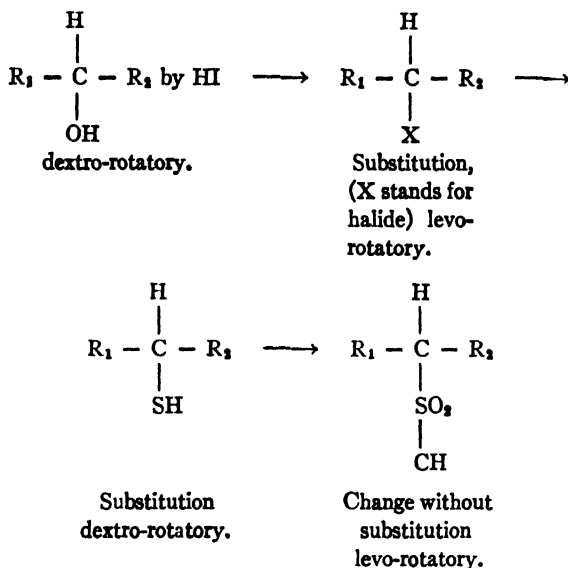 H
H
R₁ – C – R₂ by HI ⟶
R₁ – C – R₂ ⟶
OH
X
dextro-rotatory.
Substitution,
(X stands for
halide) levo-
rotatory.
H
H
R₁ – C – R₂ ⟶
R₁ – C – R₂
SH
SO₂
CH
Substitution
dextro-rotatory.
Change without
substitution
levo-rotatory.